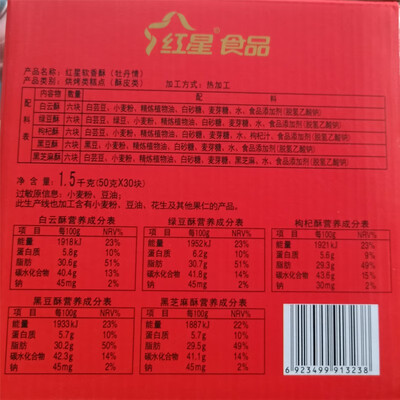 红星®食品
产品名称：红星软香酥（牡丹情）
产品类别：烘烤类糕点（酥皮类） 加工方式：热加工
配料表 内容物 数量 配料
白云酥 六块 白芸豆，小麦粉，精炼植物油，白砂糖，麦芽糖，水，食品添加剂(脱氢乙酸钠)
绿豆酥 六块 白芸豆，绿豆，小麦粉，精炼植物油，白砂糖，麦芽糖，水，食品添加剂(脱氢乙酸钠)
枸杞酥 六块 白芸豆，小麦粉，精炼植物油，白砂糖，麦芽糖，水，枸杞汁，食品添加剂(脱氢乙酸钠)
黑豆酥 六块 白芸豆，黑豆，小麦粉，精炼植物油，白砂糖，麦芽糖，水，食品添加剂(脱氢乙酸钠)
黑芝麻酥 六块 白芸豆，小麦粉，精炼植物油，白砂糖，麦芽糖，黑芝麻，水，食品添加剂(脱氢乙酸钠)
净 含 量：1.5千克(50克X30块)
过敏原信息：小麦粉、豆油。
此生产线也加工含有小麦粉、豆油、花生及其他果仁的产品。
白云酥营养成分表
项目 每100g NRV%
能量 1918kJ 23%
蛋白质 5.8g 10%
脂肪 30.6g 51%
碳水化合物 40.4g 13%
钠 45mg 2%
绿豆酥营养成分表
项目 每100g NRV%
能量 1952kJ 23%
蛋白质 6.2g 10%
脂肪 30.7g 51%
碳水化合物 41.8g 14%
钠 45mg 2%
枸杞酥营养成分表
项目 每100g NRV%
能量 1921kJ 23%
蛋白质 5.6g 9%
脂肪 29.3g 49%
碳水化合物 43.8g 15%
钠 30mg 2%
黑豆酥营养成分表
项目 每100g NRV%
能量 1933kJ 23%
蛋白质 5.7g 10%
脂肪 30.2g 50%
碳水化合物 42.3g 14%
钠 45mg 2%
黑芝麻酥营养成分表
项目 每100g NRV%
能量 1887kJ 22%
蛋白质 5.7g 10%
脂肪 29.5g 49%
碳水化合物 41.1g 14%
钠 45mg 2%
6 923499 913238